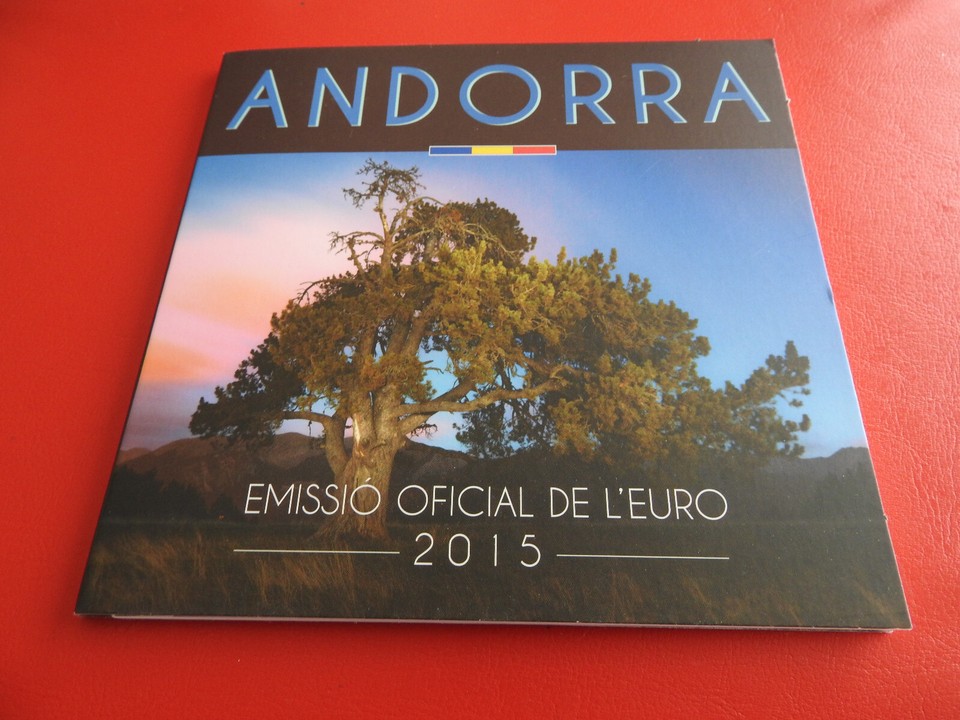 ANDORRA
EMISSIÓ OFICIAL DE L'EURO
2015